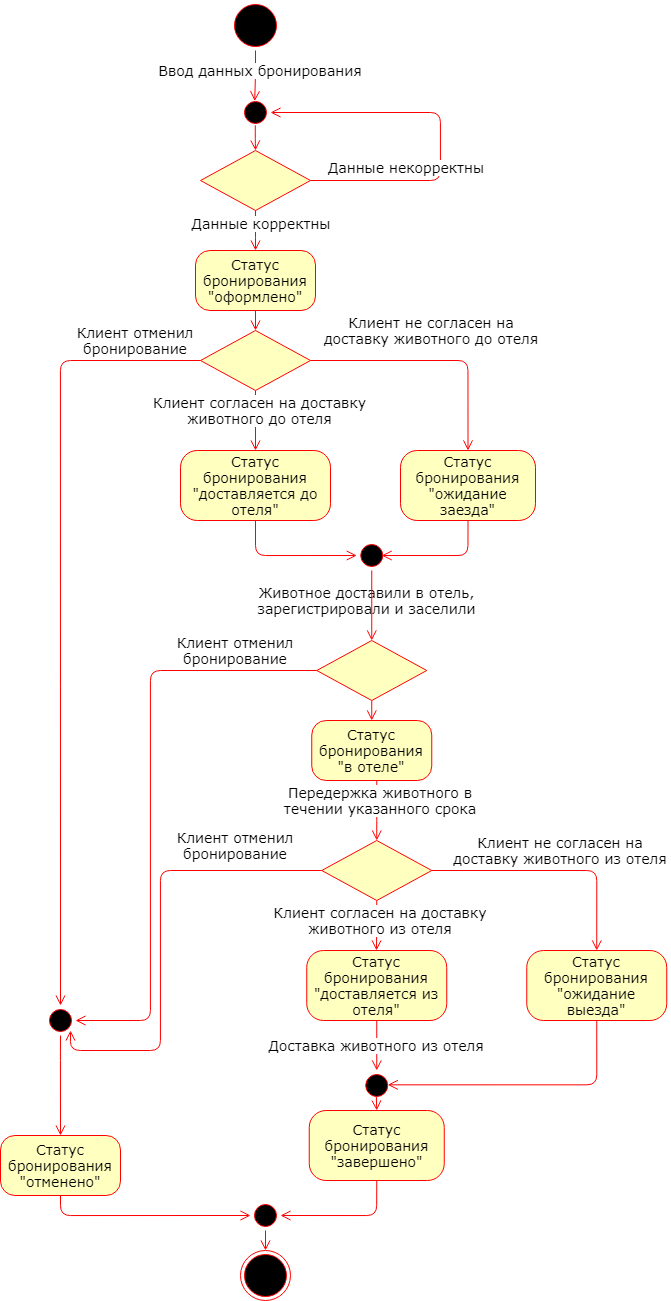 Ввод данных бронирования
Данные некорректны
Данные корректны
Статус
бронирования
"оформлено"
Клиент отменил
бронирование
Клиент не согласен на
доставку животного до отеля
Клиент согласен на доставку
животного до отеля
Статус
бронирования
"доставляется до
отеля"
Статус
бронирования
"ожидание
заезда"
Животное доставили в отель,
зарегистрировали и заселили
Клиент отменил
бронирование
Статус
бронирования
"в отеле"
Передержка животного в
течении указанного срока
Клиент отменил
бронирование
Клиент не согласен на
доставку животного из отеля
Клиент согласен на доставку
животного из отеля
Статус
бронирования
"доставляется из
отеля"
Статус
бронирования
"ожидание
выезда"
Доставка животного из отеля
Статус
бронирования
"завершено"
Статус
бронирования
"отменено"